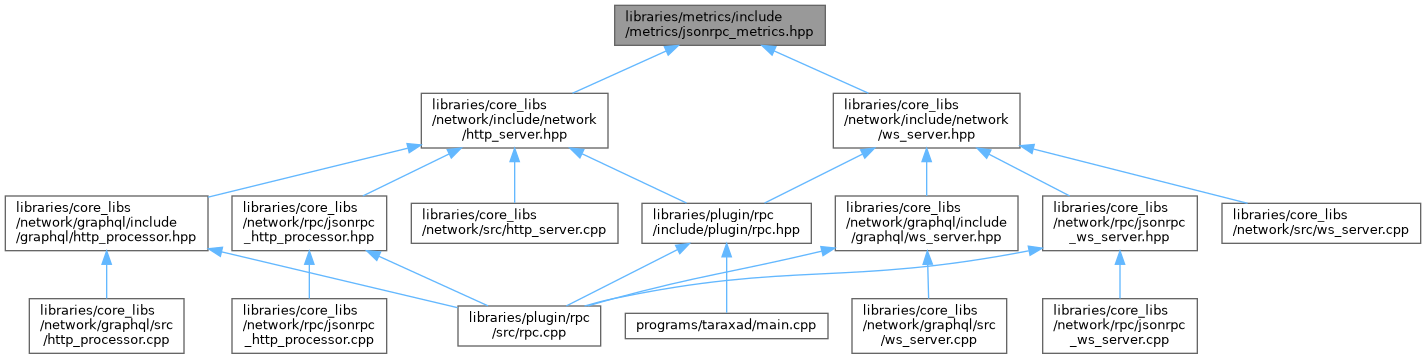 libraries/metrics/include
/metrics/jsonrpc_metrics.hpp
libraries/core_libs
/network/include/network
/http_server.hpp
libraries/core_libs
/network/include/network
/ws_server.hpp
libraries/core_libs
/network/graphql/include
/graphql/http_processor.hpp
libraries/core_libs
/network/rpc/jsonrpc
_http_processor.hpp
libraries/core_libs
/network/src/http_server.cpp
libraries/plugin/rpc
/include/plugin/rpc.hpp
libraries/core_libs
/network/graphql/include
/graphql/ws_server.hpp
libraries/core_libs
/network/rpc/jsonrpc
_ws_server.hpp
libraries/core_libs
/network/src/ws_server.cpp
libraries/core_libs
/network/graphql/src
/http_processor.cpp
libraries/core_libs
/network/rpc/jsonrpc
_http_processor.cpp
libraries/plugin/rpc
/src/rpc.cpp
programs/taraxad/main.cpp
libraries/core_libs
/network/graphql/src
/ws_server.cpp
libraries/core_libs
/network/rpc/jsonrpc
_ws_server.cpp